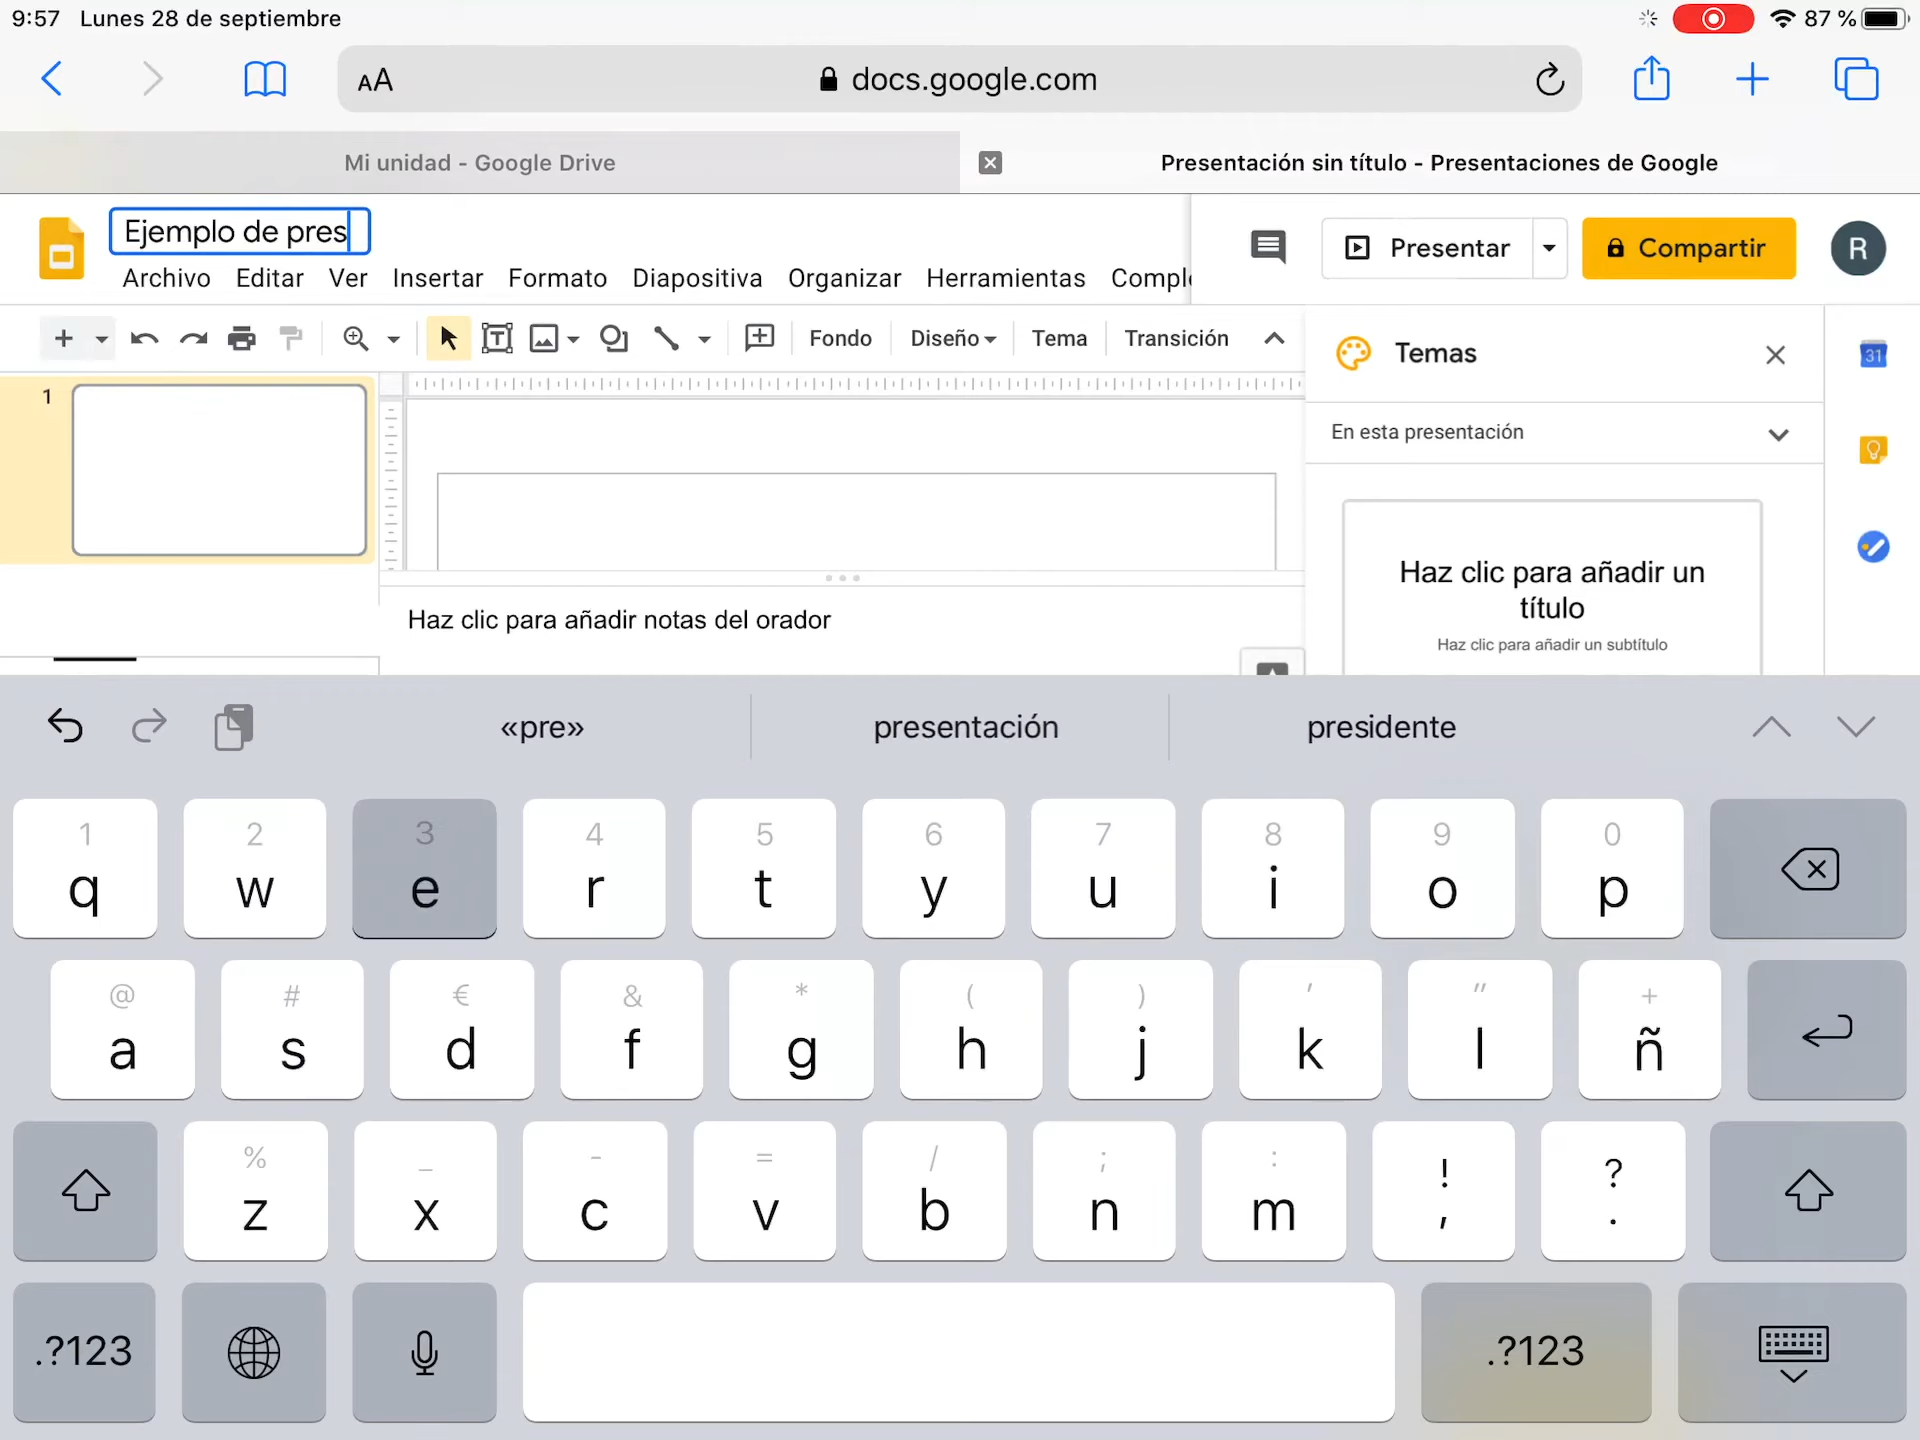 9:57 Lunes 28 de septiembre 87 %
AA docs.google.com
Mi unidad - Google Drive
Presentación sin título - Presentaciones de Google
Ejemplo de pres
Archivo Editar Ver Insertar Formato Diapositiva Organizar Herramientas Comple
Presentar
Compartir
R
Fondo Diseño Tema Transición
Temas
31
1
En esta presentación
Haz clic para añadir un
título
Haz clic para añadir un subtítulo
Haz clic para añadir notas del orador
«pre» presentación presidente
1 2 3 4 5 6 7 8 9 0
q w e r t y u i o p
@ # € & * ( ) ' " +
a s d f g h j k l ñ
% _ - = / ; : ! ?
z x c v b n m , .
.?123 .?123